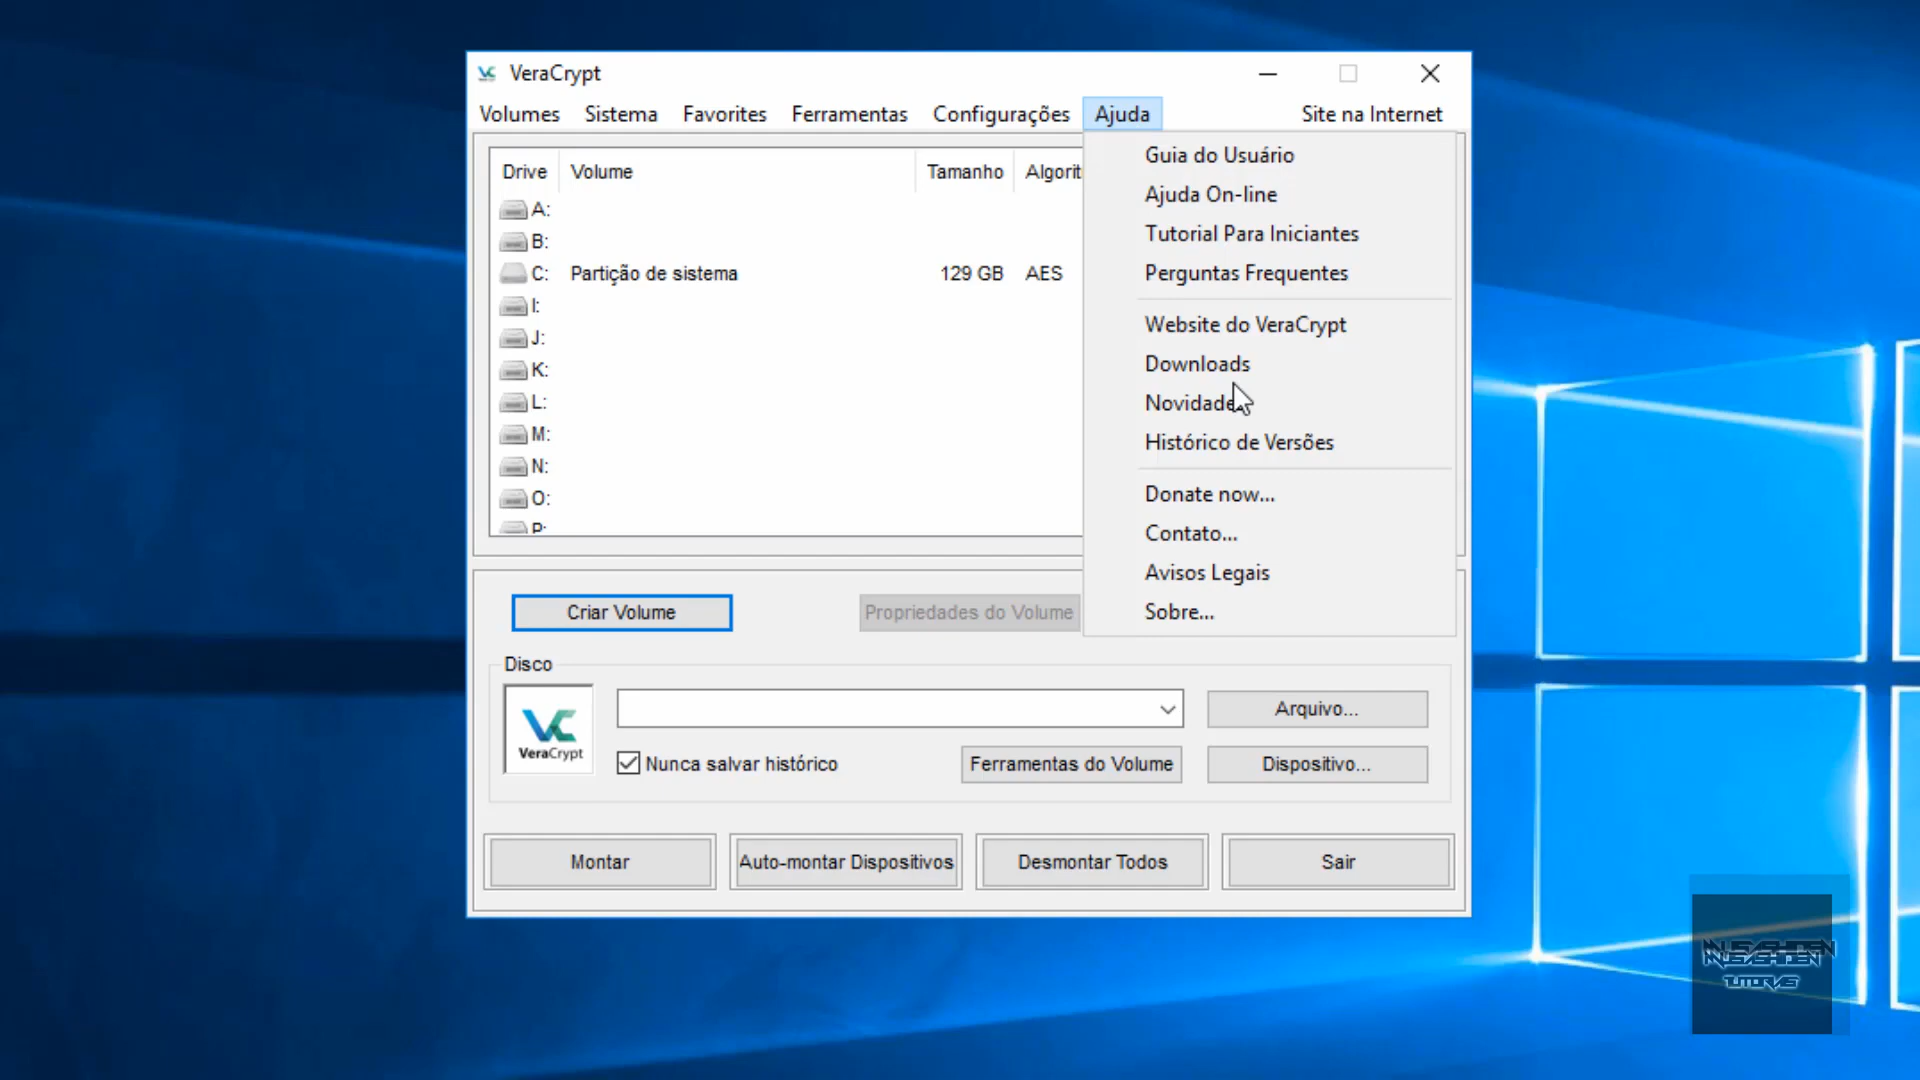 VeraCrypt
Volumes Sistema Favorites Ferramentas Configurações Ajuda Site na Internet
Drive Volume Tamanho Algorit
A:
B:
C: Partição de sistema 129 GB AES
I:
J:
K:
L:
M:
N:
O:
P:
Guia do Usuário
Ajuda On-line
Tutorial Para Iniciantes
Perguntas Frequentes
Website do VeraCrypt
Downloads
Novidade
Histórico de Versões
Donate now...
Contato...
Avisos Legais
Sobre...
Criar Volume Propriedades do Volume
Disco
VeraCrypt
Arquivo...
Nunca salvar histórico Ferramentas do Volume Dispositivo...
Montar Auto-montar Dispositivos Desmontar Todos Sair